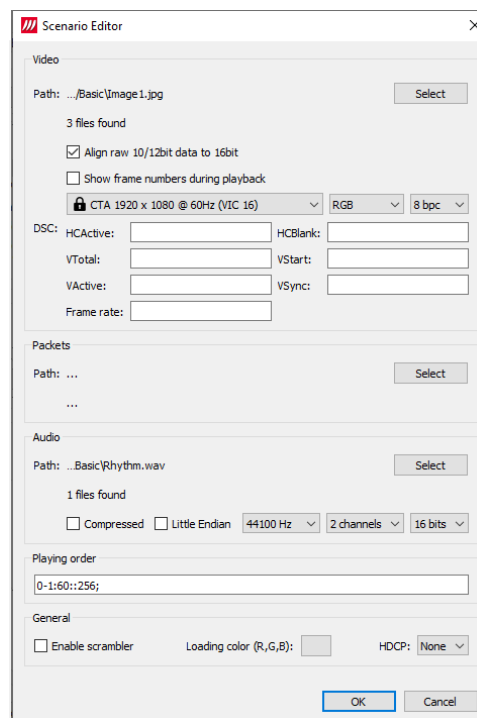 Scenario Editor
Video
Path: .../Basic\Image1.jpg Select
3 files found
Align raw 10/12bit data to 16bit
Show frame numbers during playback
CTA 1920 x 1080 @ 60Hz (VIC 16) RGB 8 bpc
DSC: HCActive: HCBlank:
VTotal: VStart:
VActive: VSync:
Frame rate:
Packets
Path: ... Select
...
Audio
Path: ...Basic\Rhythm.wav Select
1 files found
Compressed Little Endian 44100 Hz 2 channels 16 bits
Playing order
0-1:60::256;
General
Enable scrambler Loading color (R,G,B): HDCP: None
OK Cancel